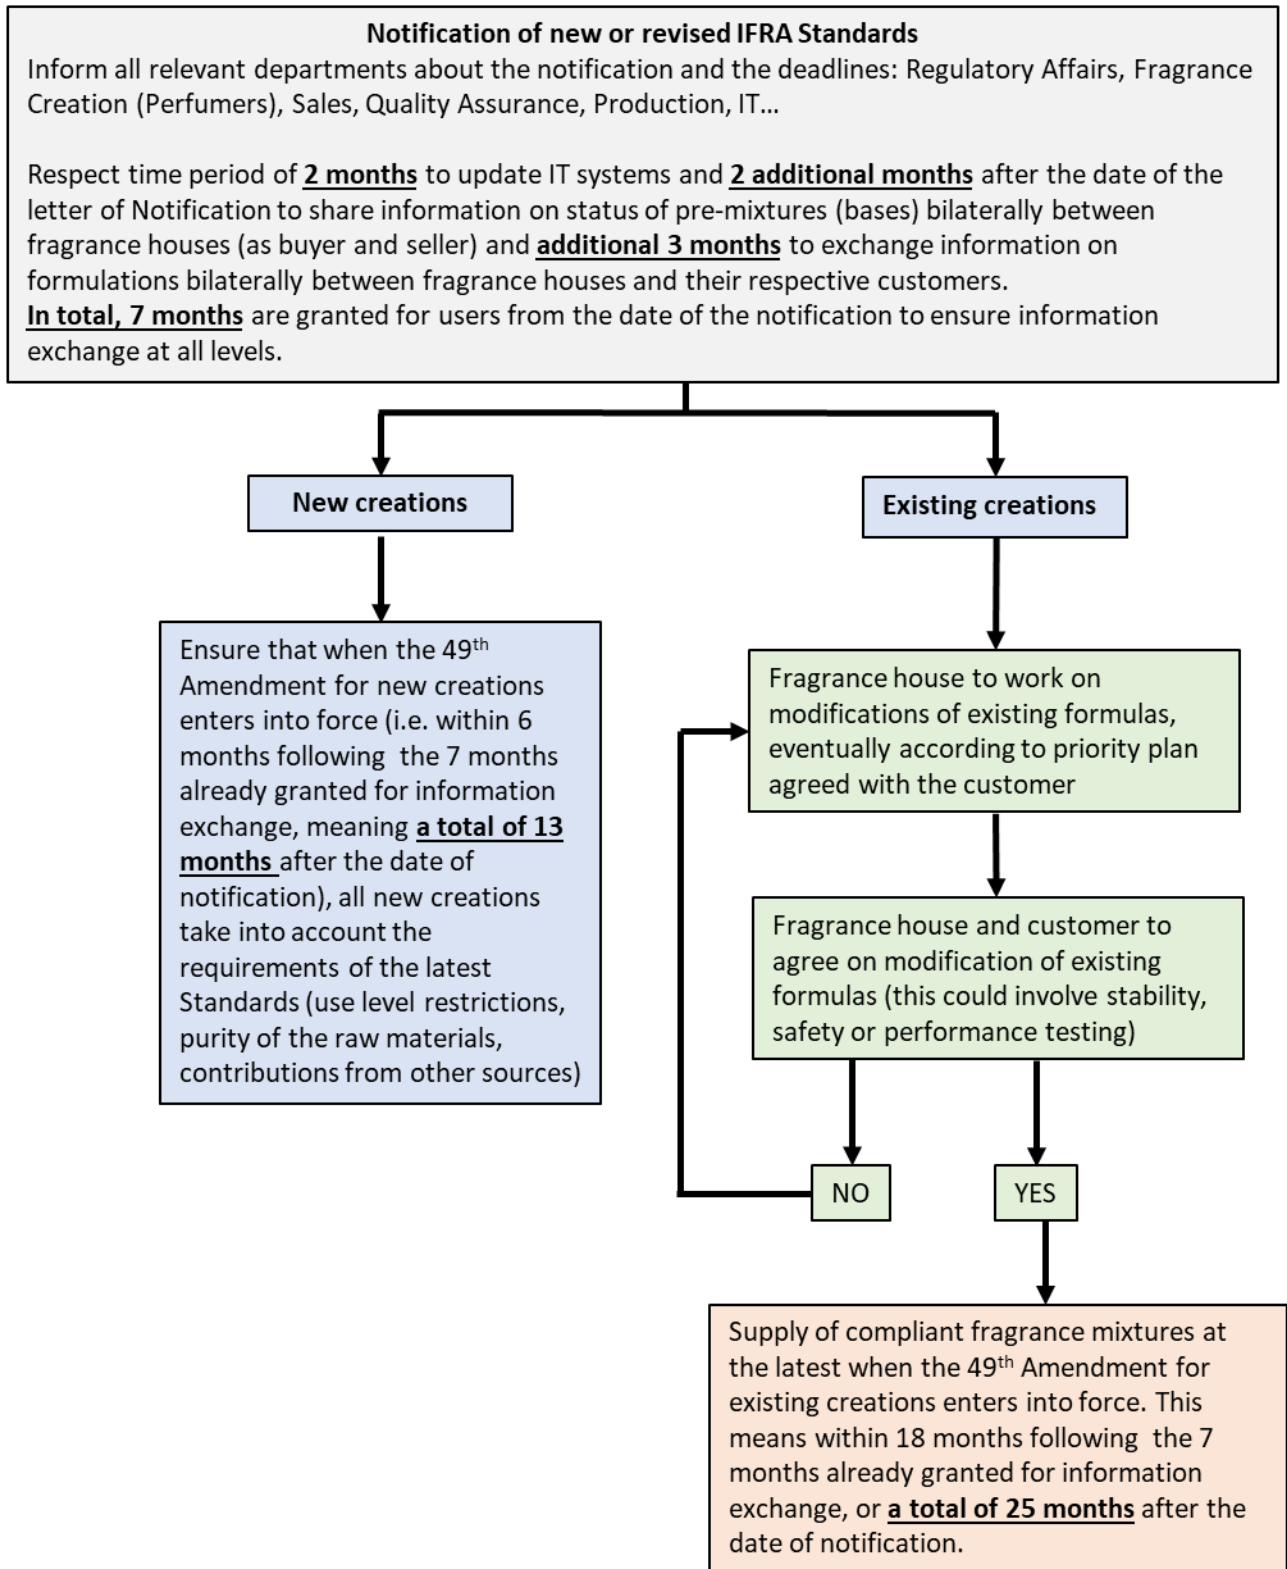 Notification of new or revised IFRA Standards
Inform all relevant departments about the notification and the deadlines: Regulatory Affairs, Fragrance
Creation (Perfumers), Sales, Quality Assurance, Production, IT…
Respect time period of 2 months to update IT systems and 2 additional months after the date of the
letter of Notification to share information on status of pre-mixtures (bases) bilaterally between
fragrance houses (as buyer and seller) and additional 3 months to exchange information on
formulations bilaterally between fragrance houses and their respective customers.
In total, 7 months are granted for users from the date of the notification to ensure information
exchange at all levels.
New creations
Ensure that when the 49th
Amendment for new creations
enters into force (i.e. within 6
months following the 7 months
already granted for information
exchange, meaning a total of 13
months after the date of
notification), all new creations
take into account the
requirements of the latest
Standards (use level restrictions,
purity of the raw materials,
contributions from other sources)
Existing creations
Fragrance house to work on
modifications of existing formulas,
eventually according to priority plan
agreed with the customer
Fragrance house and customer to
agree on modification of existing
formulas (this could involve stability,
safety or performance testing)
NO
YES
Supply of compliant fragrance mixtures at
the latest when the 49th Amendment for
existing creations enters into force. This
means within 18 months following the 7
months already granted for information
exchange, or a total of 25 months after the
date of notification.